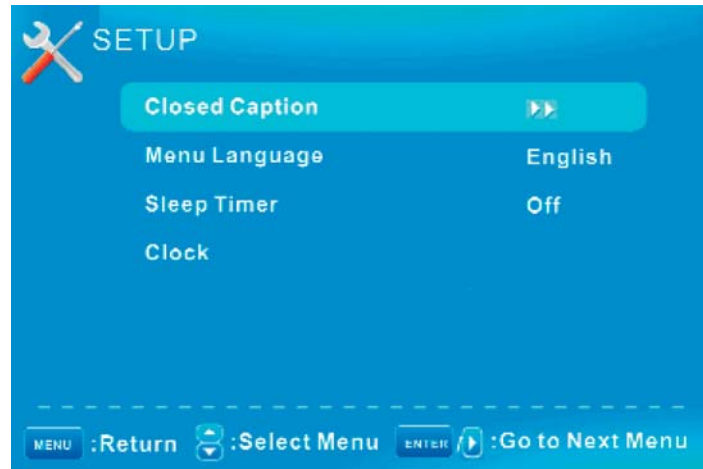 SETUP
Closed Caption
Menu Language English
Sleep Timer Off
Clock
MENU :Return :Select Menu ENTER / :Go to Next Menu